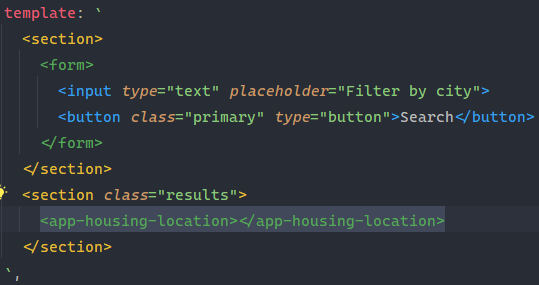 template: `
<section>
<form>
<input type="text" placeholder="Filter by city">
<button class="primary" type="button">Search</button>
</form>
</section>
<section class="results">
<app-housing-location></app-housing-location>
</section>
`,